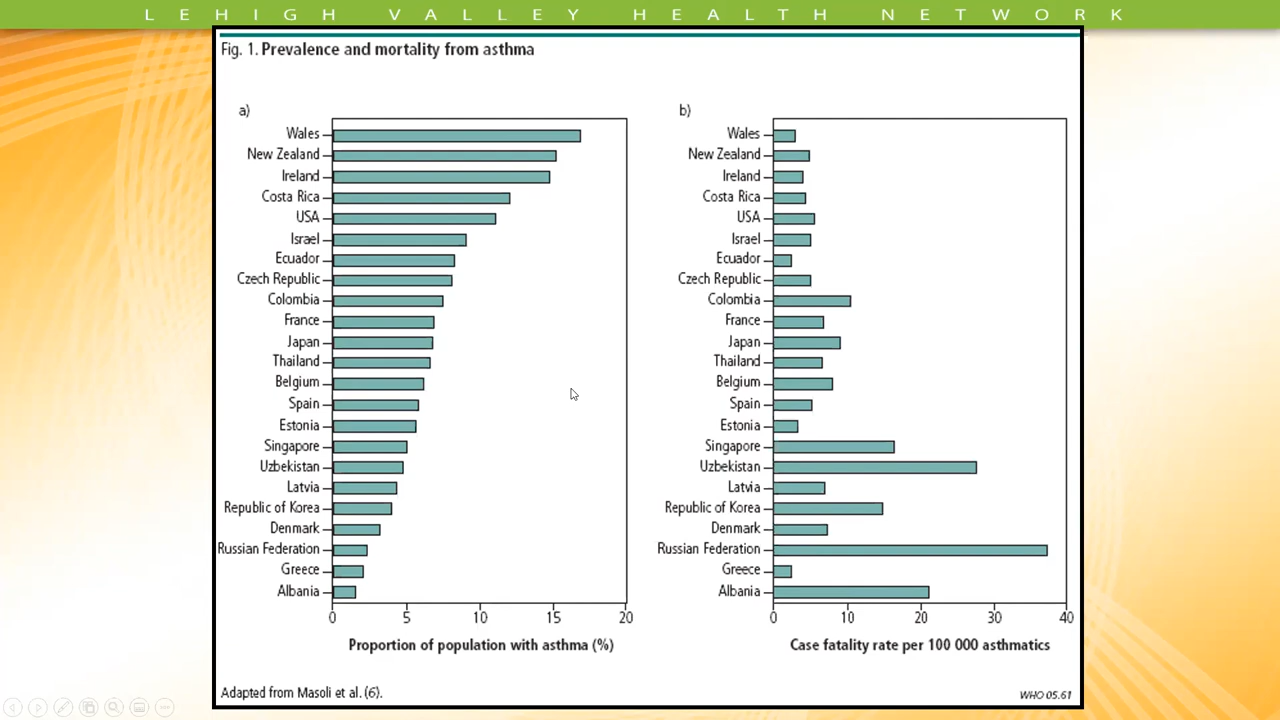 LEHIGH VALLEY HEALTH NETWORK
Fig. 1. Prevalence and mortality from asthma
a)
Wales
New Zealand
Ireland
Costa Rica
USA
Israel
Ecuador
Czech Republic
Colombia
France
Japan
Thailand
Belgium
Spain
Estonia
Singapore
Uzbekistan
Latvia
Republic of Korea
Denmark
Russian Federation
Greece
Albania
0 5 10 15 20
Proportion of population with asthma (%)
b)
Wales
New Zealand
Ireland
Costa Rica
USA
Israel
Ecuador
Czech Republic
Colombia
France
Japan
Thailand
Belgium
Spain
Estonia
Singapore
Uzbekistan
Latvia
Republic of Korea
Denmark
Russian Federation
Greece
Albania
0 10 20 30 40
Case fatality rate per 100 000 asthmatics
Adapted from Masoli et al. (6).
WHO 05.61